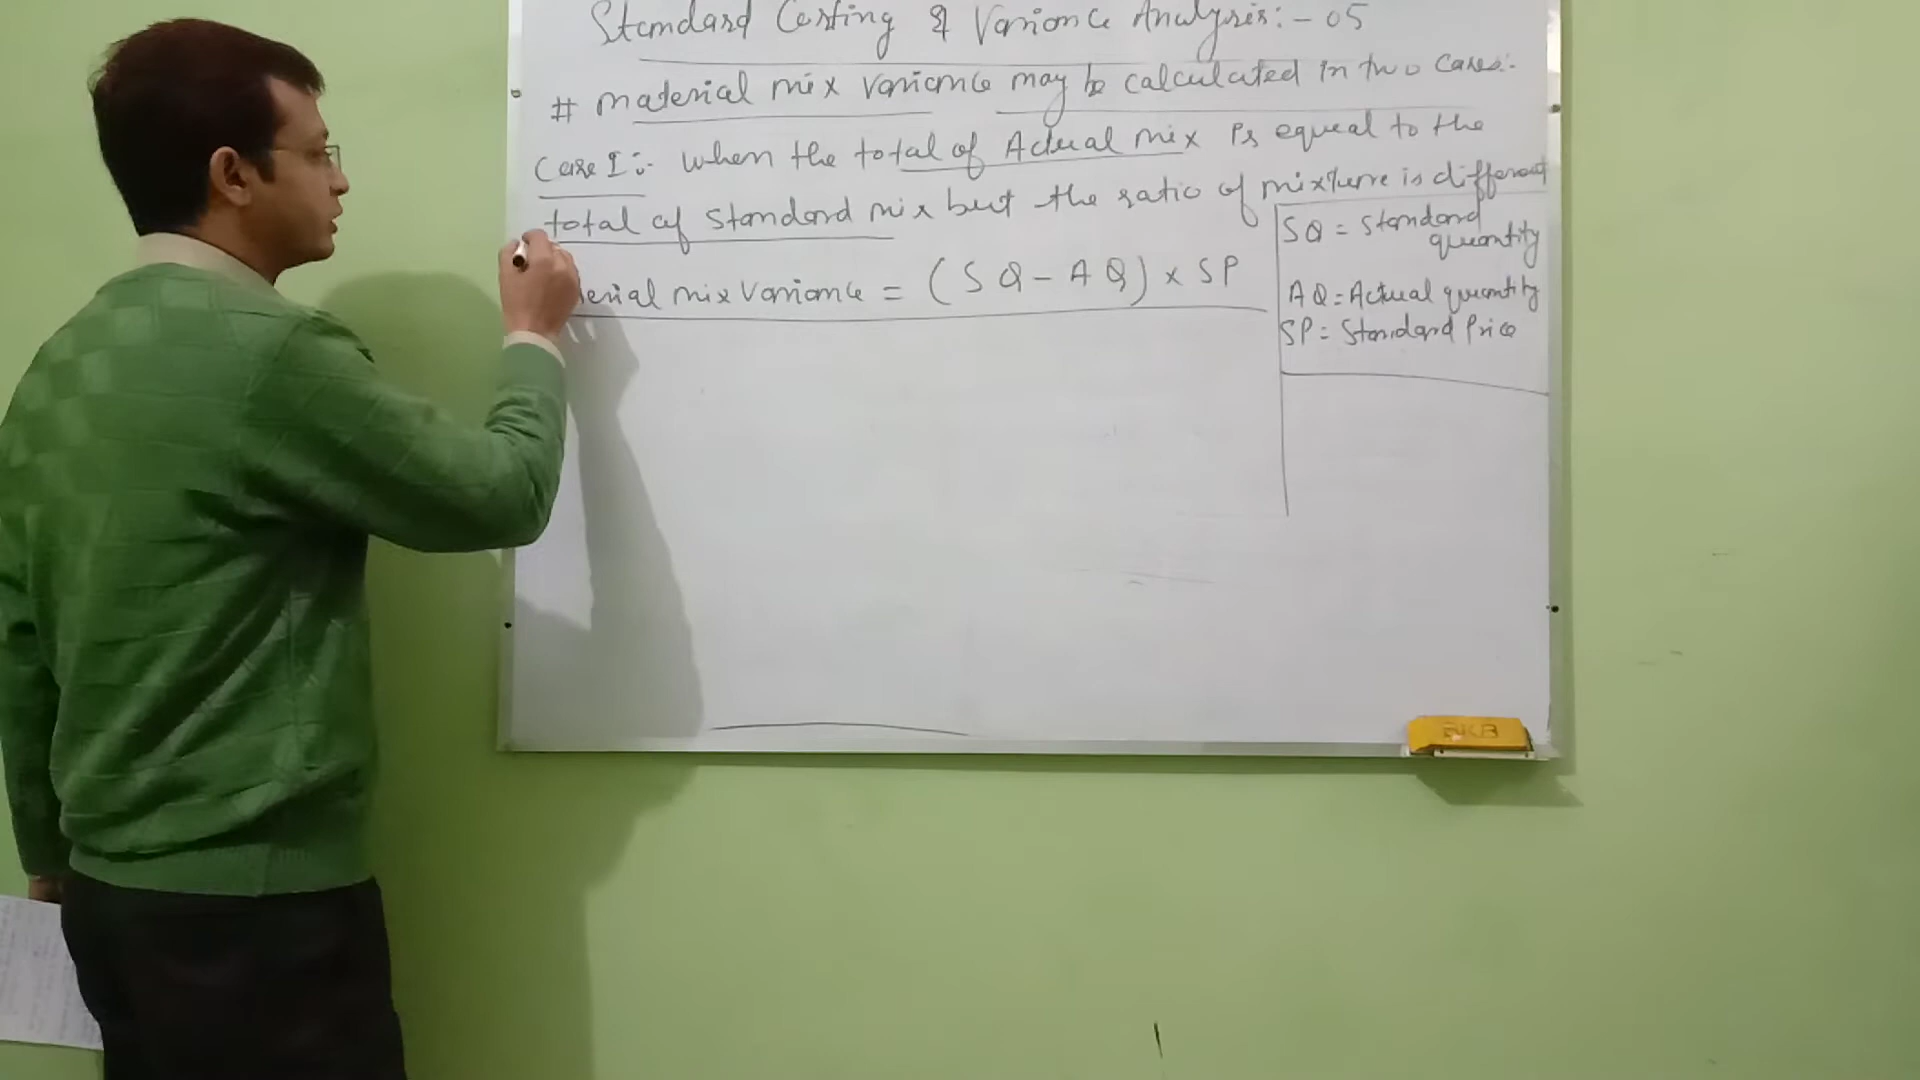 Standard Costing & Variance Analysis:- 05
# material mix Variance may be calculated in two cases:-
Case I:- when the total of Actual mix is equal to the
total of standard mix but the ratio of mixture is different
erial mix Variance = (SQ - AQ) × SP
SQ = Standard
quantity
AQ = Actual quantity
SP = Standard Price